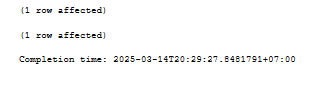 (1 row affected)
(1 row affected)
Completion time: 2025-03-14T20:29:27.8481791+07:00